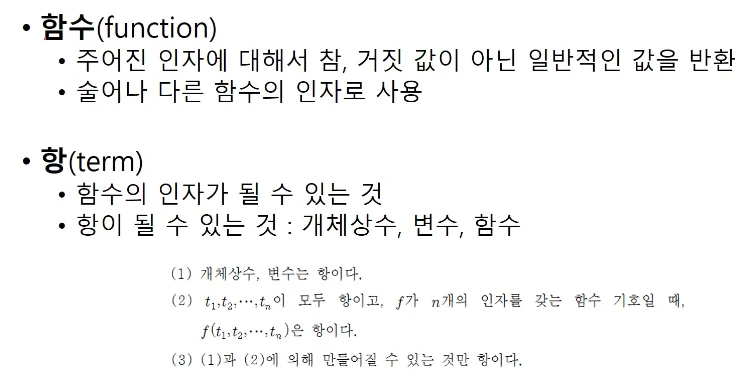 • 함수(function)
• 주어진 인자에 대해서 참, 거짓 값이 아닌 일반적인 값을 반환
• 술어나 다른 함수의 인자로 사용
• 항(term)
• 함수의 인자가 될 수 있는 것
• 항이 될 수 있는 것 : 개체상수, 변수, 함수
(1) 개체상수, 변수는 항이다.
(2) t₁,t₂,⋯,tₙ이 모두 항이고, f가 n개의 인자를 갖는 함수 기호일 때,
f(t₁,t₂,⋯,tₙ)은 항이다.
(3) (1)과 (2)에 의해 만들어질 수 있는 것만 항이다.